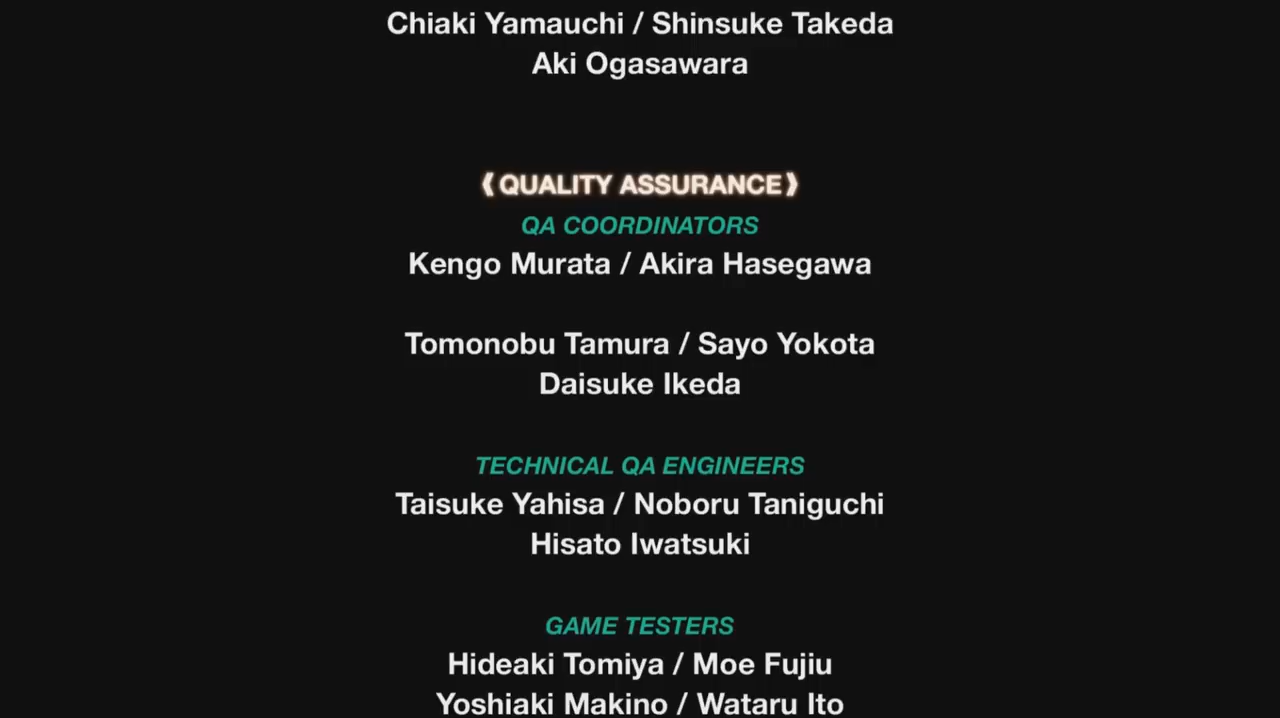 Chiaki Yamauchi / Shinsuke Takeda
Aki Ogasawara
❰QUALITY ASSURANCE❱
QA COORDINATORS
Kengo Murata / Akira Hasegawa
Tomonobu Tamura / Sayo Yokota
Daisuke Ikeda
TECHNICAL QA ENGINEERS
Taisuke Yahisa / Noboru Taniguchi
Hisato Iwatsuki
GAME TESTERS
Hideaki Tomiya / Moe Fujiu
Yoshiaki Makino / Wataru Ito